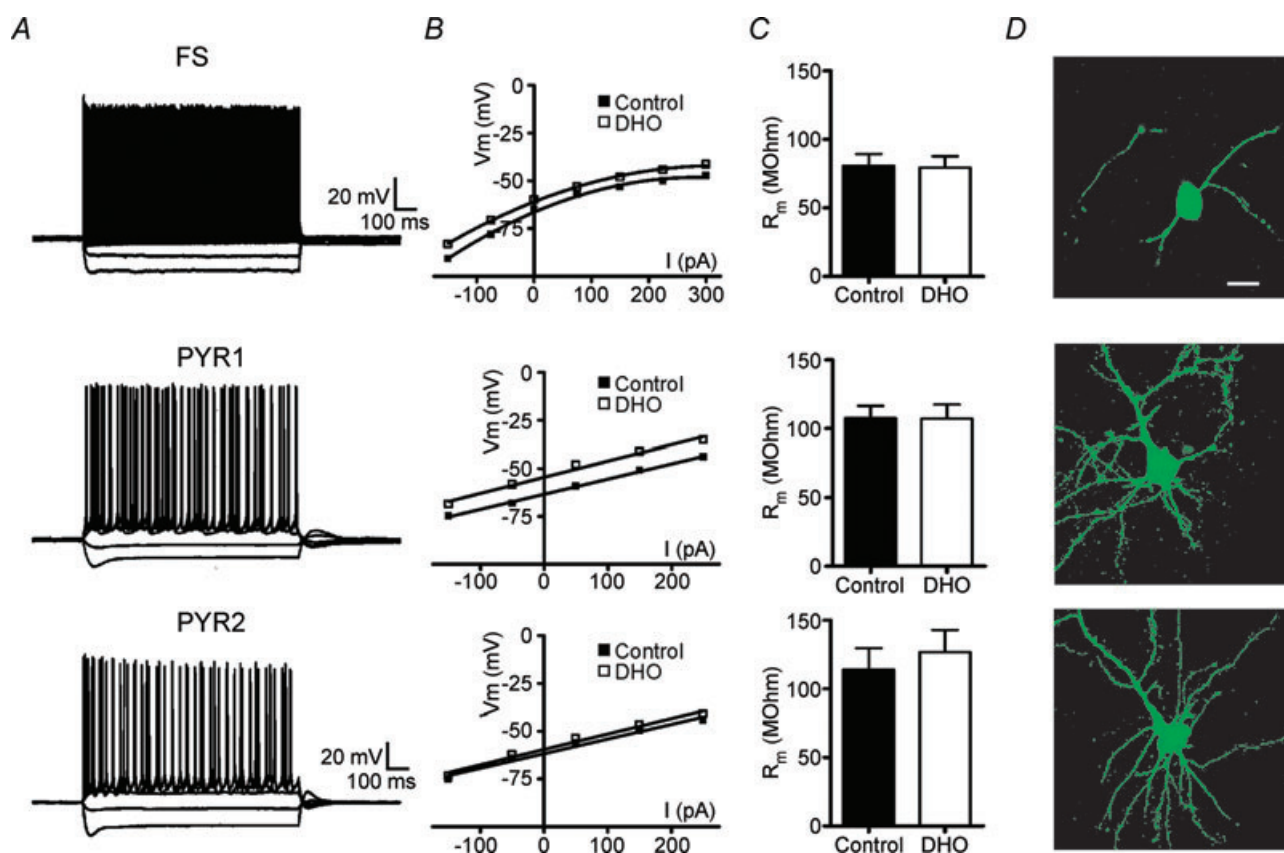 A
B
C
D
FS
20 mV
100 ms
Vm (mV)
0
-25
-50
-75
Control
DHO
I (pA)
-100 0 100 200 300
Rm (MOhm)
150
100
50
0
Control DHO
PYR1
Vm (mV)
0
-25
-50
-75
Control
DHO
I (pA)
-100 0 100 200
Rm (MOhm)
150
100
50
0
Control DHO
PYR2
20 mV
100 ms
Vm (mV)
0
-25
-50
-75
Control
DHO
I (pA)
-100 0 100 200
Rm (MOhm)
150
100
50
0
Control DHO